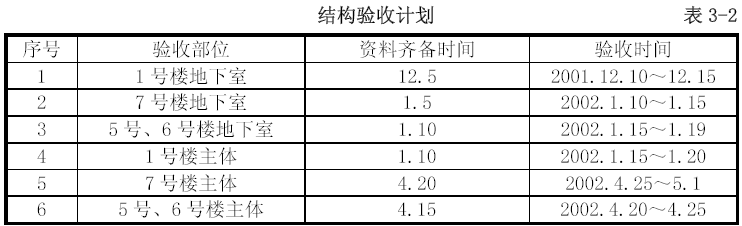 结构验收计划 表 3-2
序号 验收部位 资料齐备时间 验收时间
1 1 号楼地下室 12.5 2001.12.10～12.15
2 7 号楼地下室 1.5 2002.1.10～1.15
3 5 号、6 号楼地下室 1.10 2002.1.15～1.19
4 1 号楼主体 1.10 2002.1.15～1.20
5 7 号楼主体 4.20 2002.4.25～5.1
6 5 号、6 号楼主体 4.15 2002.4.20～4.25